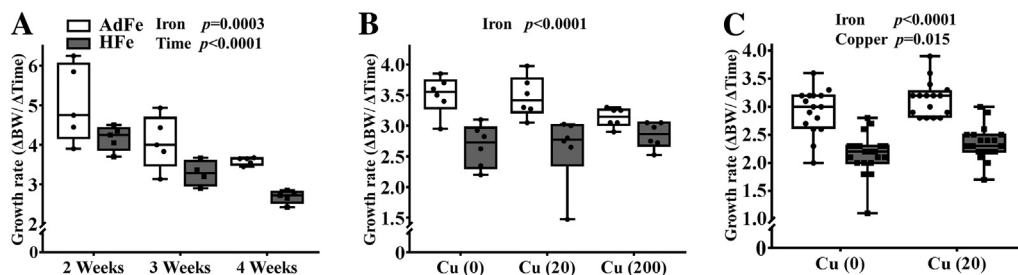 A
AdFe
HFe
Iron p=0.0003
Time p<0.0001
Growth rate (ΔBW/ ΔTime)
6
5
4
3
2
0
2 Weeks 3 Weeks 4 Weeks
B
Iron p<0.0001
Growth rate (ΔBW/ ΔTime)
4.0
3.5
3.0
2.5
2.0
1.5
0
Cu (0) Cu (20) Cu (200)
C
Iron p<0.0001
Copper p=0.015
Growth rate (ΔBW/ ΔTime)
4.0
3.5
3.0
2.5
2.0
1.5
1.0
0
Cu (0) Cu (20)